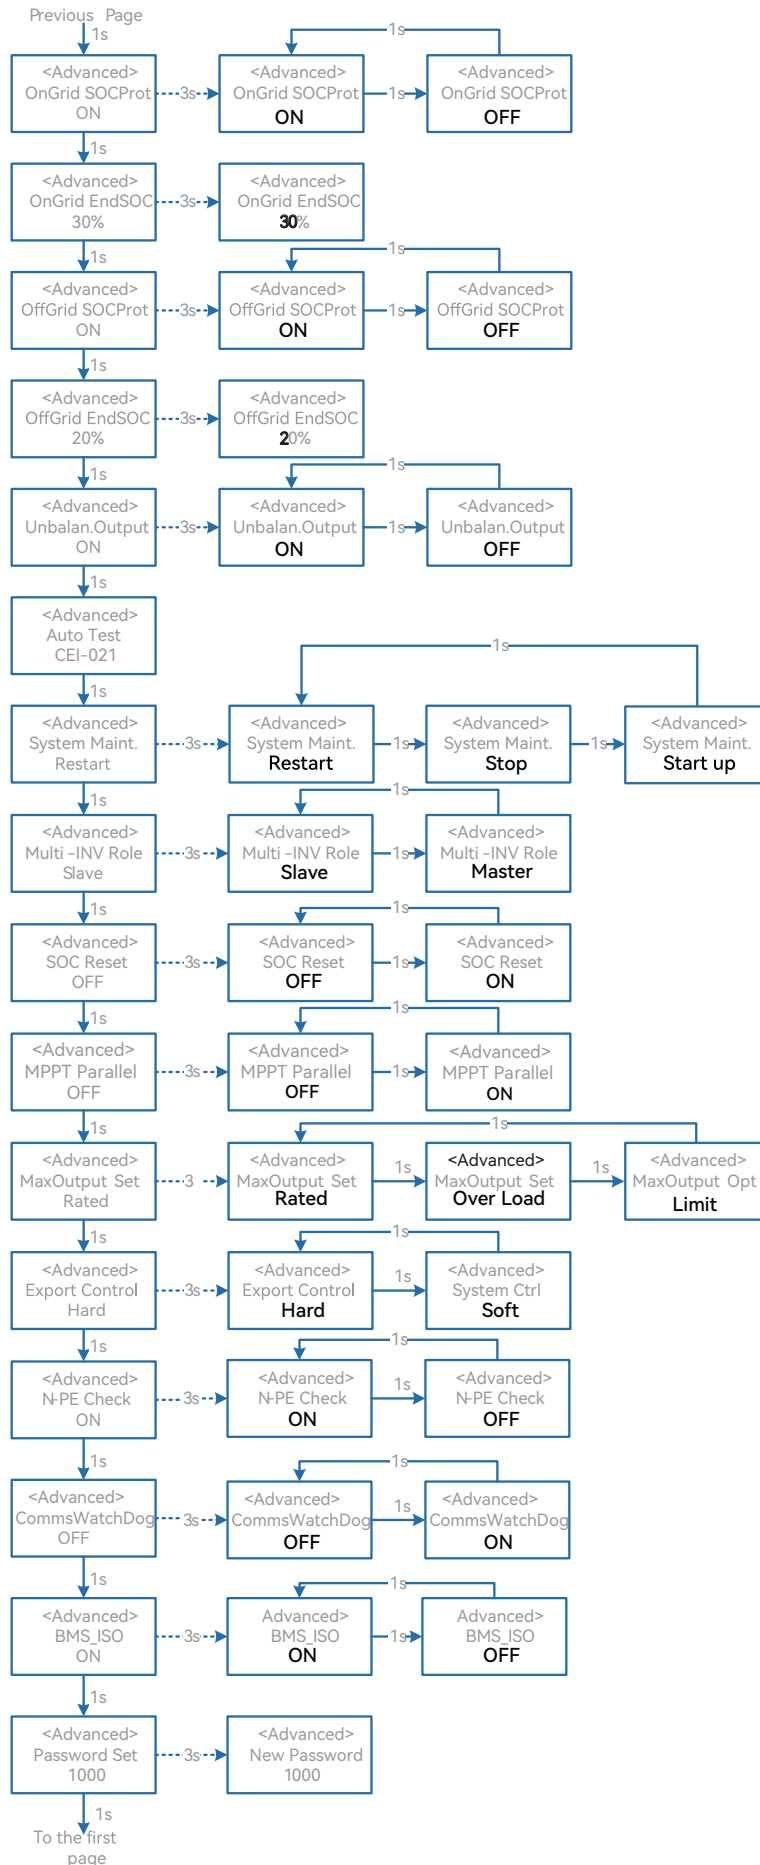 Previous Page
1s
1s
<Advanced>
OnGrid SOCProt
ON
3s
<Advanced>
OnGrid SOCProt
ON
1s
<Advanced>
OnGrid SOCProt
OFF
1s
<Advanced>
OnGrid EndSOC
30%
3s
<Advanced>
OnGrid EndSOC
30%
1s
1s
<Advanced>
OffGrid SOCProt
ON
3s
<Advanced>
OffGrid SOCProt
ON
1s
<Advanced>
OffGrid SOCProt
OFF
1s
<Advanced>
OffGrid EndSOC
20%
3s
<Advanced>
OffGrid EndSOC
20%
1s
1s
<Advanced>
Unbalan.Output
ON
3s
<Advanced>
Unbalan.Output
ON
1s
<Advanced>
Unbalan.Output
OFF
1s
<Advanced>
Auto Test
CEI-021
1s
1s
<Advanced>
System Maint.
Restart
3s
<Advanced>
System Maint.
Restart
1s
<Advanced>
System Maint.
Stop
1s
<Advanced>
System Maint.
Start up
1s
1s
<Advanced>
Multi-INV Role
Slave
3s
<Advanced>
Multi-INV Role
Slave
1s
<Advanced>
Multi-INV Role
Master
1s
1s
<Advanced>
SOC Reset
OFF
3s
<Advanced>
SOC Reset
OFF
1s
<Advanced>
SOC Reset
ON
1s
1s
<Advanced>
MPPT Parallel
OFF
3s
<Advanced>
MPPT Parallel
OFF
1s
<Advanced>
MPPT Parallel
ON
1s
1s
<Advanced>
MaxOutput Set
Rated
3
<Advanced>
MaxOutput Set
Rated
1s
<Advanced>
MaxOutput Set
Over Load
1s
<Advanced>
MaxOutput Opt
Limit
1s
1s
<Advanced>
Export Control
Hard
3s
<Advanced>
Export Control
Hard
1s
<Advanced>
System Ctrl
Soft
1s
1s
<Advanced>
N-PE Check
ON
3s
<Advanced>
N-PE Check
ON
1s
<Advanced>
N-PE Check
OFF
1s
1s
<Advanced>
CommsWatchDog
OFF
3s
<Advanced>
CommsWatchDog
OFF
1s
<Advanced>
CommsWatchDog
ON
1s
1s
<Advanced>
BMS_ISO
ON
3s
Advanced>
BMS_ISO
ON
1s
Advanced>
BMS_ISO
OFF
1s
<Advanced>
Password Set
1000
3s
<Advanced>
New Password
1000
1s
To the first
page